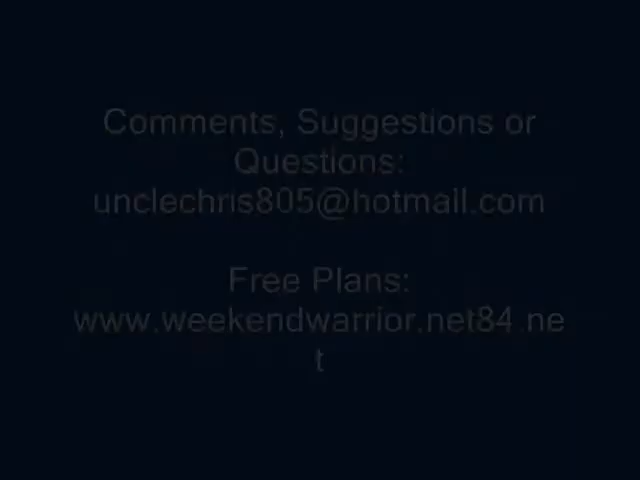 Comments, Suggestions or
Questions:
unclechris805@hotmail.com
Free Plans:
www.weekendwarrior.net84.ne
t